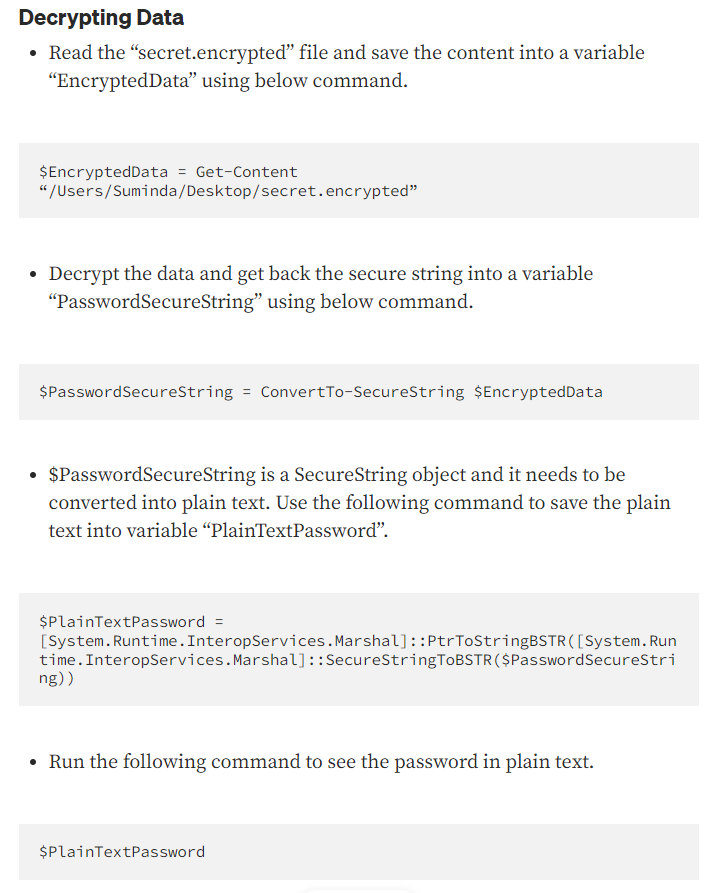 Decrypting Data
• Read the “secret.encrypted” file and save the content into a variable
“EncryptedData” using below command.
$EncryptedData = Get-Content
“/Users/Suminda/Desktop/secret.encrypted”
• Decrypt the data and get back the secure string into a variable
“PasswordSecureString” using below command.
$PasswordSecureString = ConvertTo-SecureString $EncryptedData
• $PasswordSecureString is a SecureString object and it needs to be
converted into plain text. Use the following command to save the plain
text into variable “PlainTextPassword”.
$PlainTextPassword =
[System.Runtime.InteropServices.Marshal]::PtrToStringBSTR([System.Run
time.InteropServices.Marshal]::SecureStringToBSTR($PasswordSecureStri
ng))
• Run the following command to see the password in plain text.
$PlainTextPassword